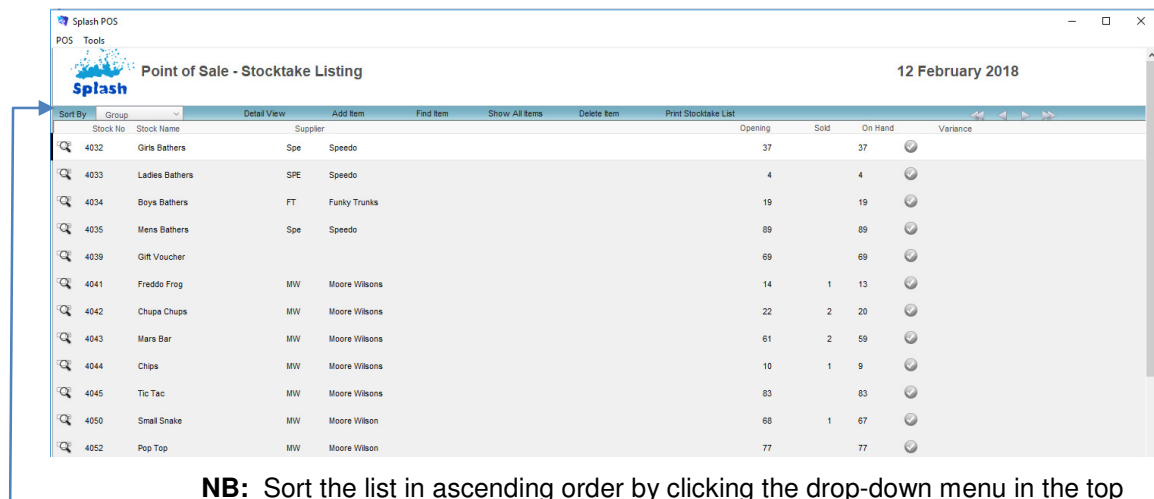 Splash POS
POS Tools
Splash Point of Sale - Stocktake Listing 12 February 2018
Sort By Group Detail View Add Item Find Item Show All Items Delete Item Print Stocktake List
Stock No Stock Name Supplier Opening Sold On Hand Variance
4032 Girls Bathers Spe Speedo 37 37
4033 Ladies Bathers SPE Speedo 4 4
4034 Boys Bathers FT Funky Trunks 19 19
4035 Mens Bathers Spe Speedo 89 89
4039 Gift Voucher 69 69
4041 Freddo Frog MW Moore Wilsons 14 1 13
4042 Chupa Chups MW Moore Wilsons 22 2 20
4043 Mars Bar MW Moore Wilsons 61 2 59
4044 Chips MW Moore Wilsons 10 1 9
4045 Tic Tac MW Moore Wilsons 83 83
4050 Small Snake MW Moore Wilson 68 1 67
4052 Pop Top MW Moore Wilson 77 77
NB: Sort the list in ascending order by clicking the drop-down menu in the top